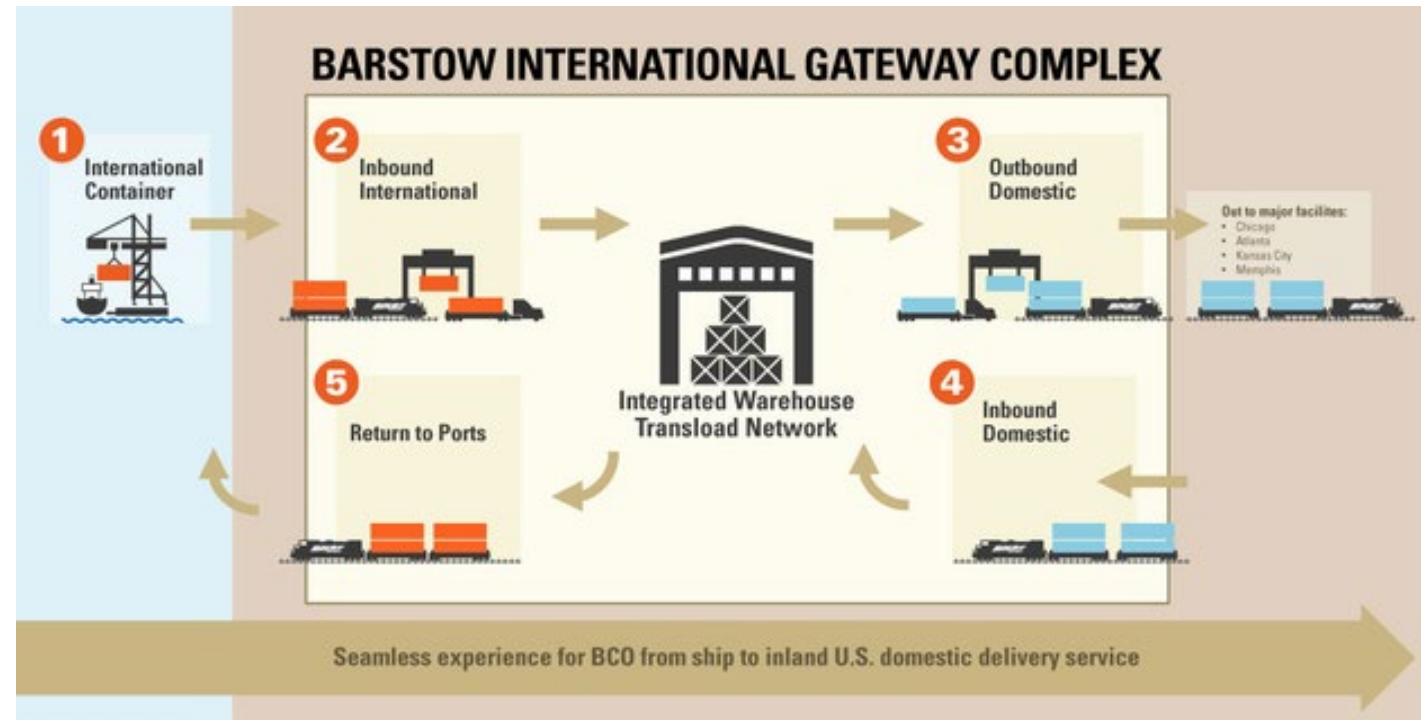 BARSTOW INTERNATIONAL GATEWAY COMPLEX
1
International
Container
2
Inbound
International
3
Outbound
Domestic
Out to major facilites:
• Chicago
• Atlanta
• Kansas City
• Memphis
Integrated Warehouse
Transload Network
5
Return to Ports
4
Inbound
Domestic
Seamless experience for BCO from ship to inland U.S. domestic delivery service